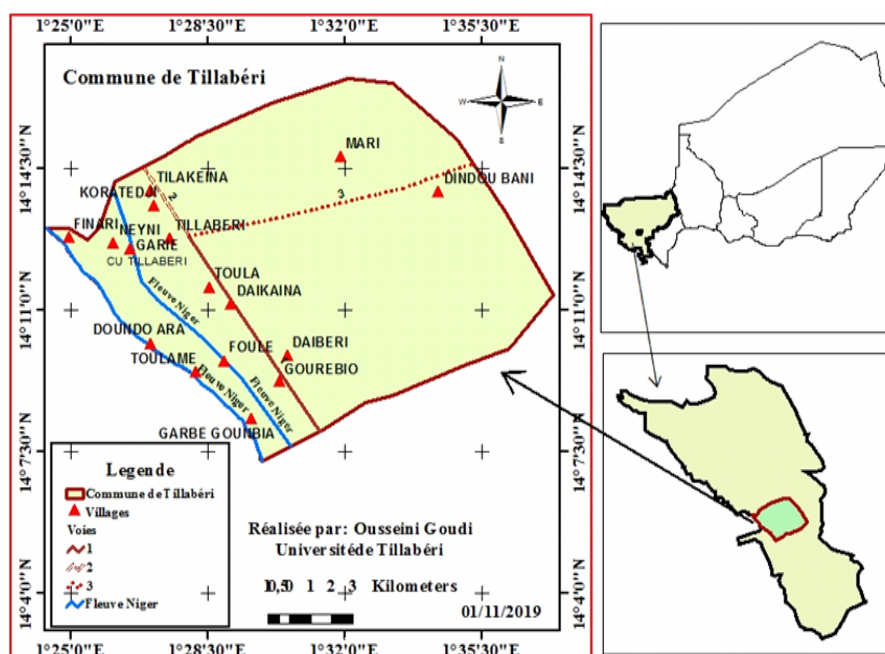 1°25'0"E 1°28'30"E 1°32'0"E 1°35'30"E
Commune de Tillabéri
N
W E
S
14°14'30"N 14°14'30"N
14°11'0"N 14°11'0"N
14°7'30"N 14°7'30"N
14°4'0"N 14°4'0"N
MARI
TILAKEINA
KORATEDJI
2
3
DINDOU BANI
FINARI
NEYNI
TILLABERI
GARIE
CU TILLABERI
TOULA
DAIKAINA
Fleuve Niger
DOUNDO ARA
FOULE
DAIBERI
TOULAME
GOUREBIO
Fleuve Niger
Fleuve Niger
GARBE GOUNBIA
Legende
Commune de Tillabéri
Villages
Voies
1
2
3
Fleuve Niger
Réalisée par: Ousseini Goudi
Universitéde Tillabéri
10,50 1 2 3 Kilometers
01/11/2019
1°25'0"E 1°28'30"E 1°32'0"E 1°35'30"E